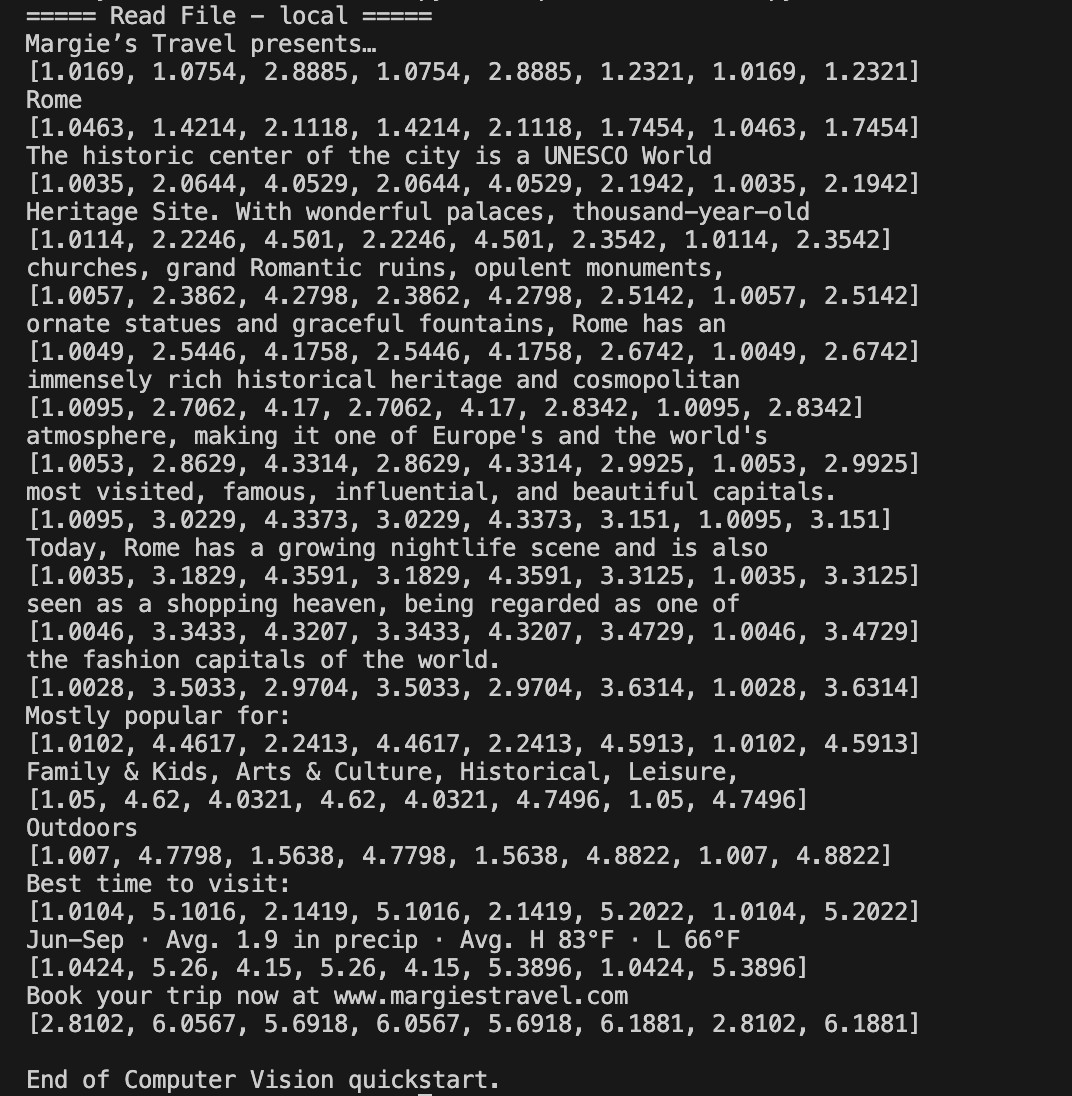 ===== Read File - local =====
Margie’s Travel presents…
[1.0169, 1.0754, 2.8885, 1.0754, 2.8885, 1.2321, 1.0169, 1.2321]
Rome
[1.0463, 1.4214, 2.1118, 1.4214, 2.1118, 1.7454, 1.0463, 1.7454]
The historic center of the city is a UNESCO World
[1.0035, 2.0644, 4.0529, 2.0644, 4.0529, 2.1942, 1.0035, 2.1942]
Heritage Site. With wonderful palaces, thousand-year-old
[1.0114, 2.2246, 4.501, 2.2246, 4.501, 2.3542, 1.0114, 2.3542]
churches, grand Romantic ruins, opulent monuments,
[1.0057, 2.3862, 4.2798, 2.3862, 4.2798, 2.5142, 1.0057, 2.5142]
ornate statues and graceful fountains, Rome has an
[1.0049, 2.5446, 4.1758, 2.5446, 4.1758, 2.6742, 1.0049, 2.6742]
immensely rich historical heritage and cosmopolitan
[1.0095, 2.7062, 4.17, 2.7062, 4.17, 2.8342, 1.0095, 2.8342]
atmosphere, making it one of Europe's and the world's
[1.0053, 2.8629, 4.3314, 2.8629, 4.3314, 2.9925, 1.0053, 2.9925]
most visited, famous, influential, and beautiful capitals.
[1.0095, 3.0229, 4.3373, 3.0229, 4.3373, 3.151, 1.0095, 3.151]
Today, Rome has a growing nightlife scene and is also
[1.0035, 3.1829, 4.3591, 3.1829, 4.3591, 3.3125, 1.0035, 3.3125]
seen as a shopping heaven, being regarded as one of
[1.0046, 3.3433, 4.3207, 3.3433, 4.3207, 3.4729, 1.0046, 3.4729]
the fashion capitals of the world.
[1.0028, 3.5033, 2.9704, 3.5033, 2.9704, 3.6314, 1.0028, 3.6314]
Mostly popular for:
[1.0102, 4.4617, 2.2413, 4.4617, 2.2413, 4.5913, 1.0102, 4.5913]
Family & Kids, Arts & Culture, Historical, Leisure,
[1.05, 4.62, 4.0321, 4.62, 4.0321, 4.7496, 1.05, 4.7496]
Outdoors
[1.007, 4.7798, 1.5638, 4.7798, 1.5638, 4.8822, 1.007, 4.8822]
Best time to visit:
[1.0104, 5.1016, 2.1419, 5.1016, 2.1419, 5.2022, 1.0104, 5.2022]
Jun-Sep · Avg. 1.9 in precip · Avg. H 83°F · L 66°F
[1.0424, 5.26, 4.15, 5.26, 4.15, 5.3896, 1.0424, 5.3896]
Book your trip now at www.margiestravel.com
[2.8102, 6.0567, 5.6918, 6.0567, 5.6918, 6.1881, 2.8102, 6.1881]
End of Computer Vision quickstart.